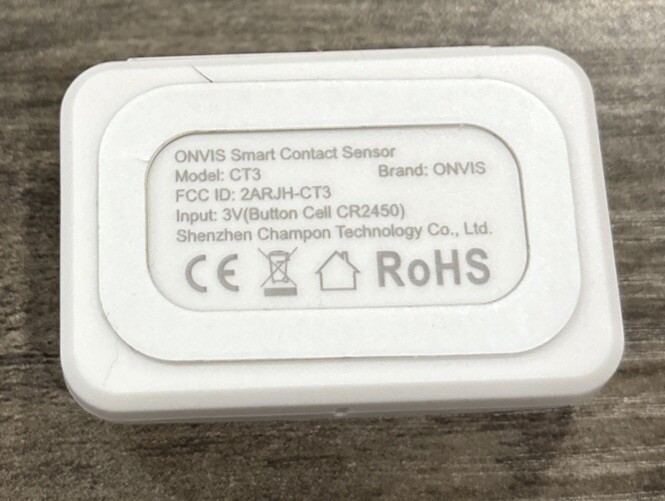 ONVIS Smart Contact Sensor
Model: CT3 Brand: ONVIS
FCC ID: 2ARJH-CT3
Input: 3V(Button Cell CR2450)
Shenzhen Champon Technology Co., Ltd.
CE RoHS